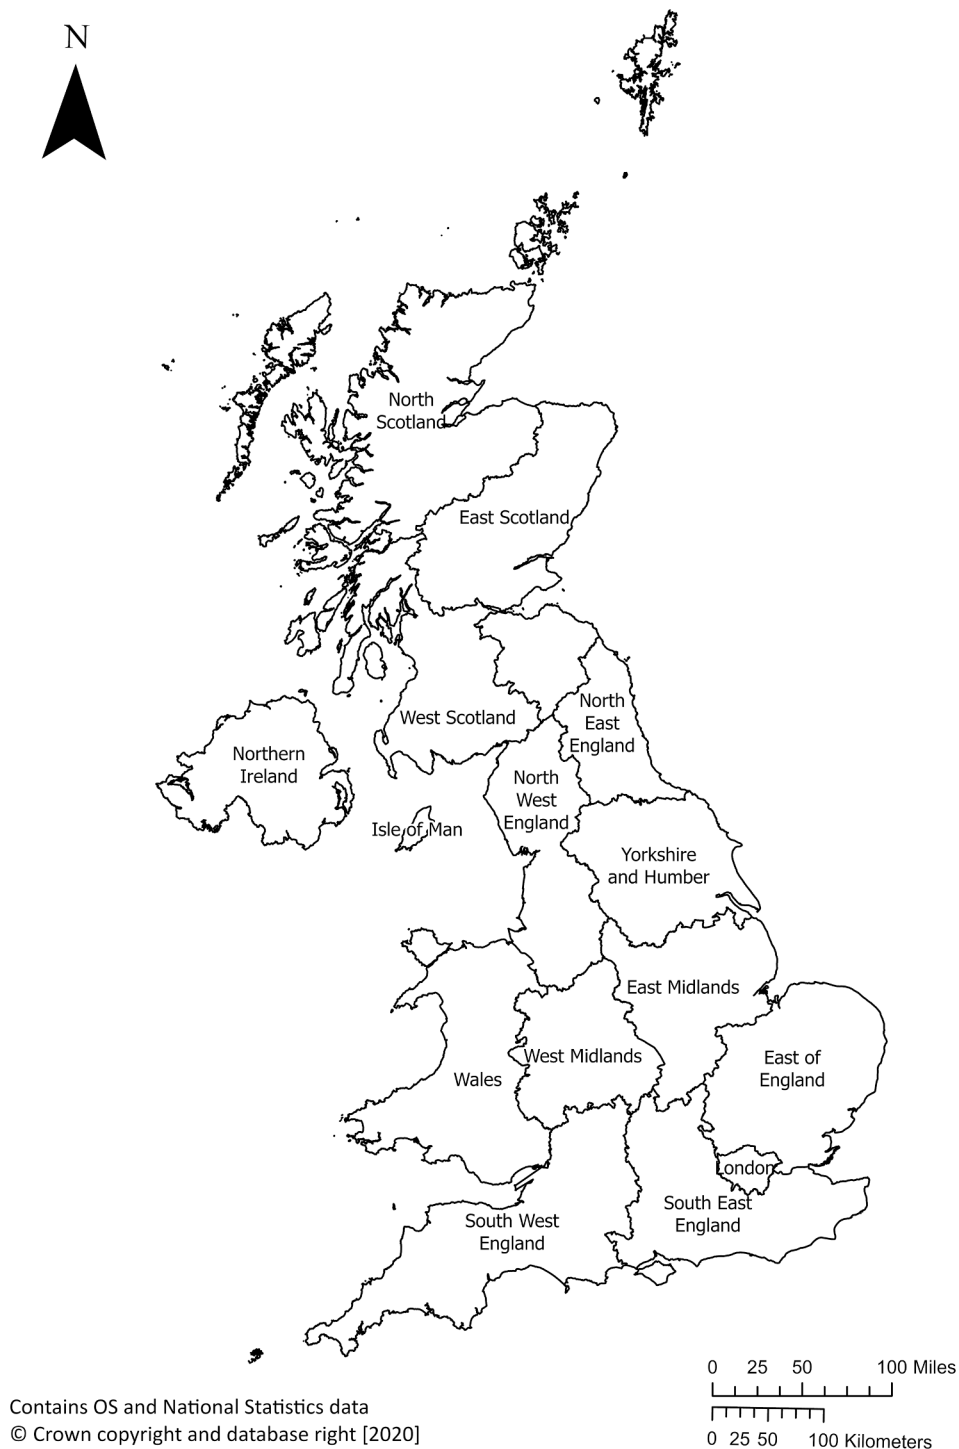 N
North
Scotland
East Scotland
West Scotland
North
East
England
Northern
Ireland
North
West
England
Isle of Man
Yorkshire
and Humber
East Midlands
West Midlands
East of
England
Wales
London
South East
England
South West
England
0 25 50 100 Miles
0 25 50 100 Kilometers
Contains OS and National Statistics data
© Crown copyright and database right [2020]